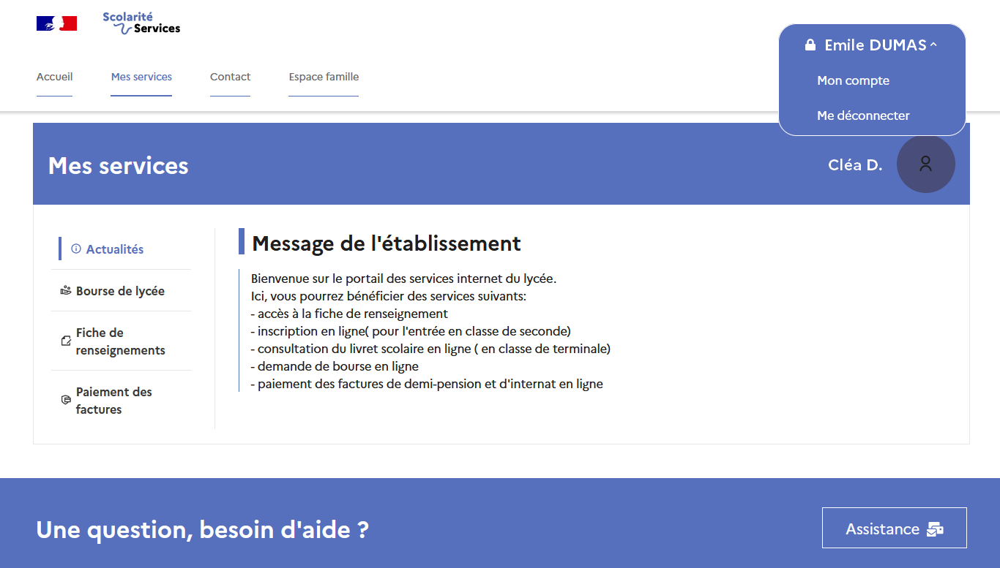 Scolarité
Services
Emile DUMAS
Mon compte
Me déconnecter
Accueil
Mes services
Contact
Espace famille
Mes services
Cléa D.
Actualités
Bourse de lycée
Fiche de
renseignements
Paiement des
factures
Message de l'établissement
Bienvenue sur le portail des services internet du lycée.
Ici, vous pourrez bénéficier des services suivants:
- accès à la fiche de renseignement
- inscription en ligne( pour l'entrée en classe de seconde)
- consultation du livret scolaire en ligne ( en classe de terminale)
- demande de bourse en ligne
- paiement des factures de demi-pension et d'internat en ligne
Une question, besoin d'aide ?
Assistance